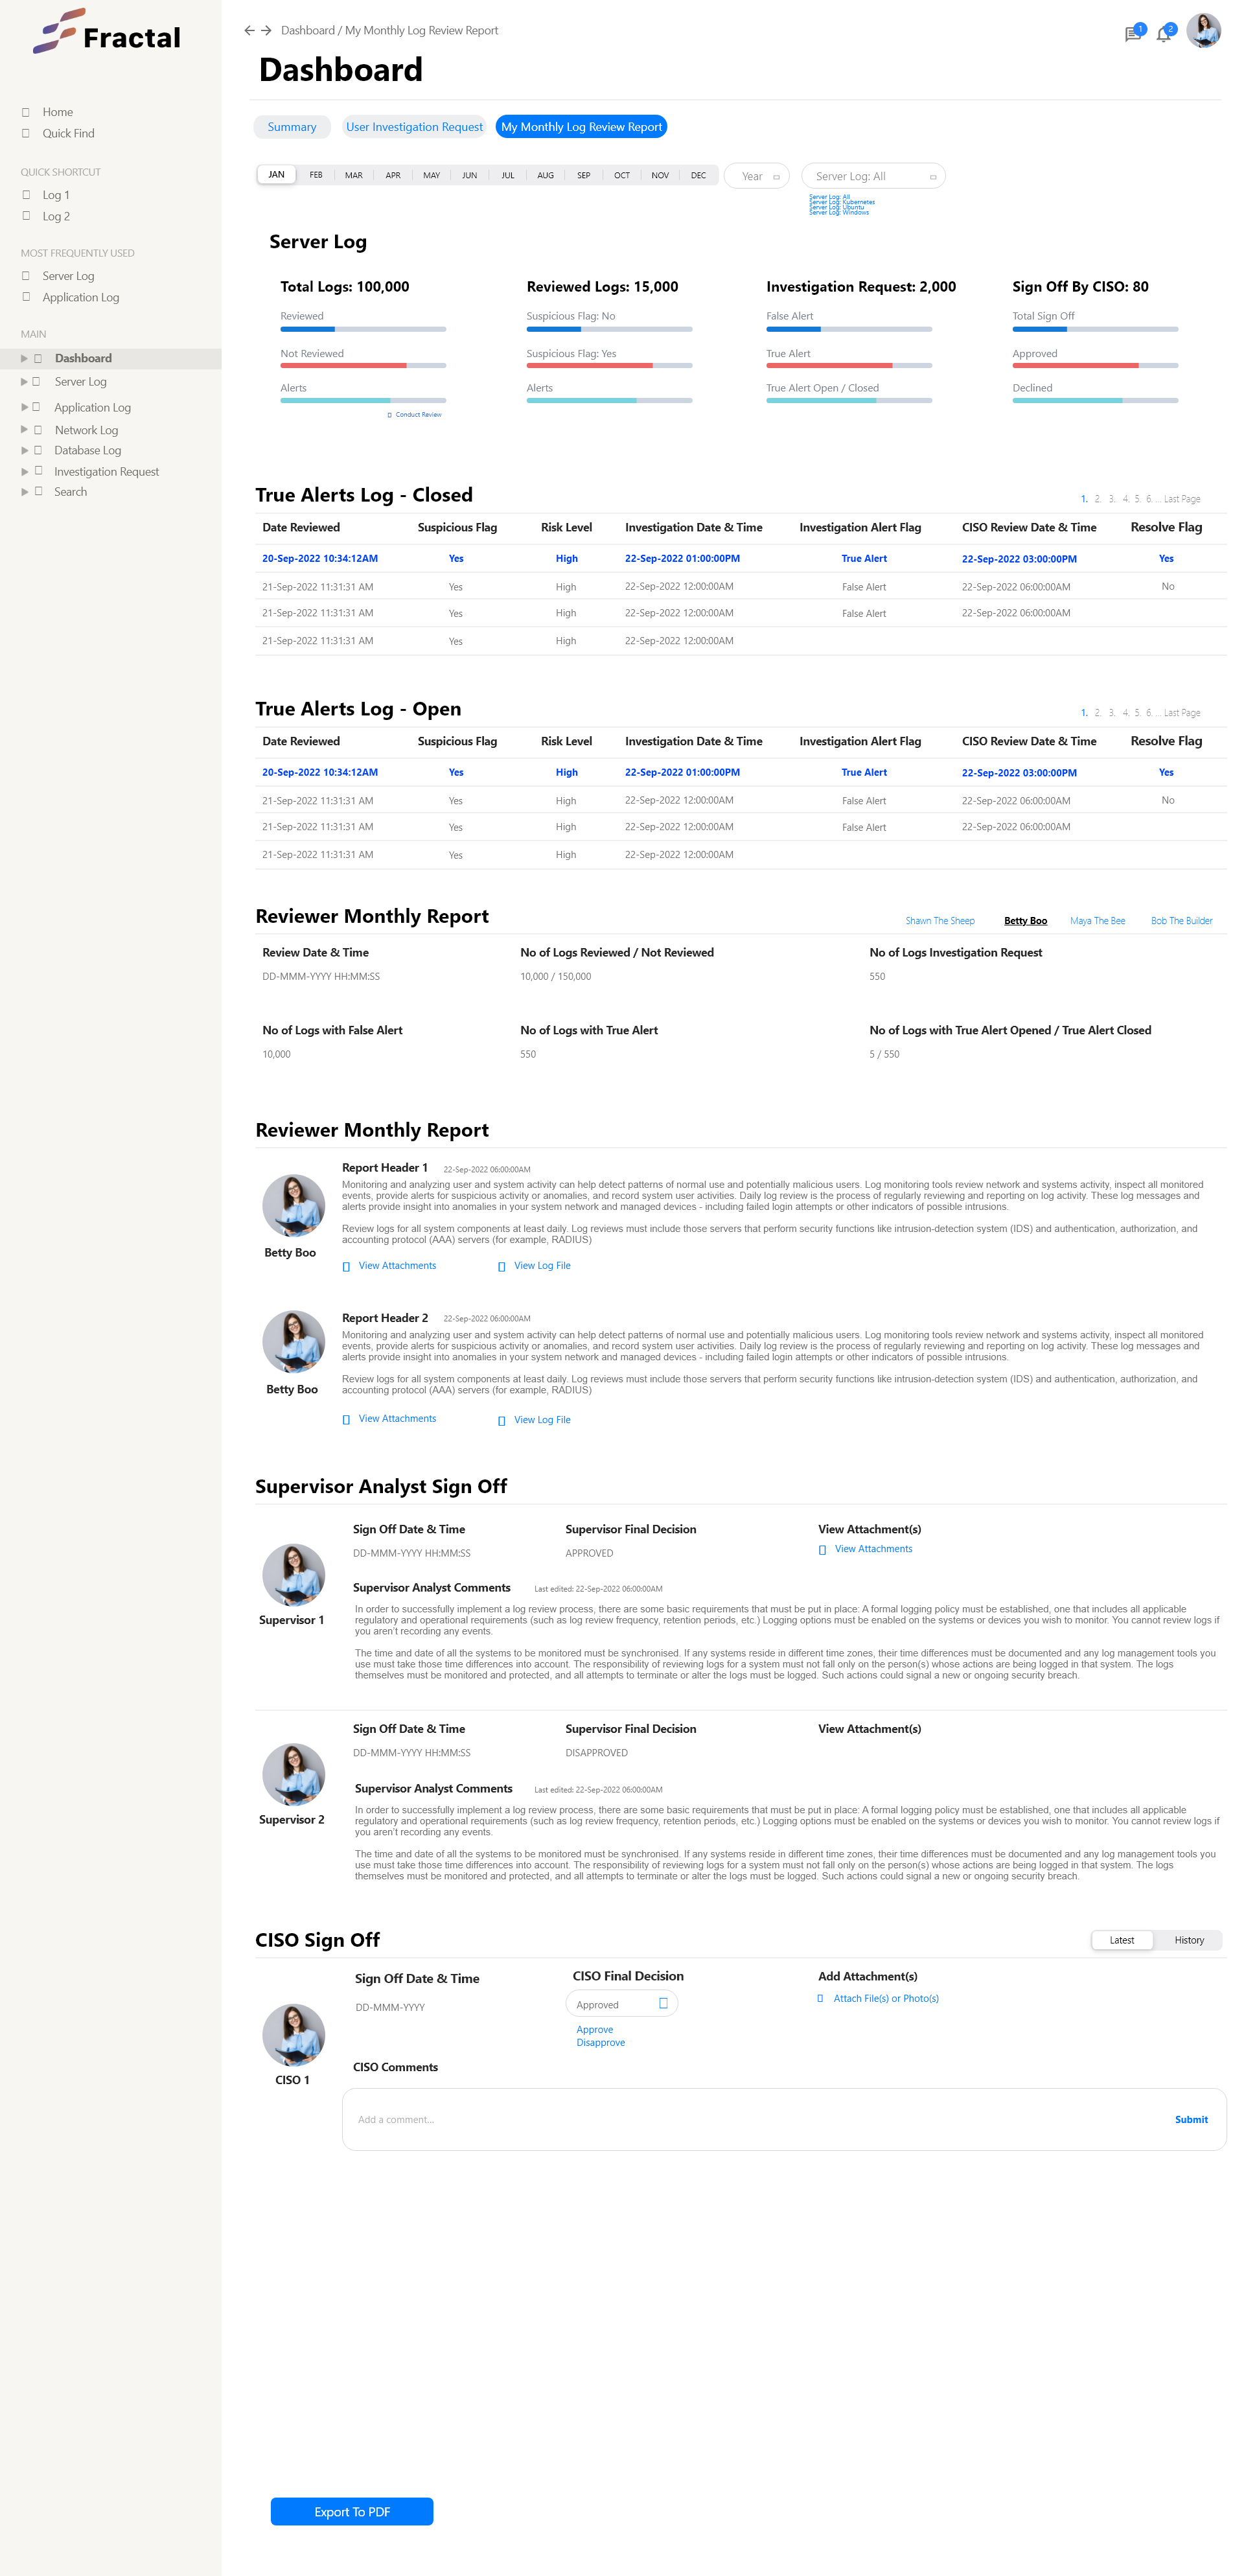 Fractal
Home
Quick Find
QUICK SHORTCUT
Log 1
Log 2
MOST FREQUENTLY USED
Server Log
Application Log
MAIN
Dashboard
Server Log
Application Log
Network Log
Database Log
Investigation Request
Search
Dashboard / My Monthly Log Review Report
1
2
Dashboard
Summary
User Investigation Request
My Monthly Log Review Report
JAN FEB MAR APR MAY JUN JUL AUG SEP OCT NOV DEC
Year
Server Log: All
Server Log: All
Server Log: Kubernetes
Server Log: Ubuntu
Server Log: Windows
Server Log
Total Logs: 100,000
Reviewed
Not Reviewed
Alerts
Conduct Review
Reviewed Logs: 15,000
Suspicious Flag: No
Suspicious Flag: Yes
Alerts
Investigation Request: 2,000
False Alert
True Alert
True Alert Open / Closed
Sign Off By CISO: 80
Total Sign Off
Approved
Declined
True Alerts Log - Closed
1. 2. 3. 4. 5. 6. ... Last Page
Date Reviewed Suspicious Flag Risk Level Investigation Date & Time Investigation Alert Flag CISO Review Date & Time Resolve Flag
20-Sep-2022 10:34:12AM Yes High 22-Sep-2022 01:00:00PM True Alert 22-Sep-2022 03:00:00PM Yes
21-Sep-2022 11:31:31 AM Yes High 22-Sep-2022 12:00:00AM False Alert 22-Sep-2022 06:00:00AM No
21-Sep-2022 11:31:31 AM Yes High 22-Sep-2022 12:00:00AM False Alert 22-Sep-2022 06:00:00AM
21-Sep-2022 11:31:31 AM Yes High 22-Sep-2022 12:00:00AM
True Alerts Log - Open
1. 2. 3. 4. 5. 6. ... Last Page
Date Reviewed Suspicious Flag Risk Level Investigation Date & Time Investigation Alert Flag CISO Review Date & Time Resolve Flag
20-Sep-2022 10:34:12AM Yes High 22-Sep-2022 01:00:00PM True Alert 22-Sep-2022 03:00:00PM Yes
21-Sep-2022 11:31:31 AM Yes High 22-Sep-2022 12:00:00AM False Alert 22-Sep-2022 06:00:00AM No
21-Sep-2022 11:31:31 AM Yes High 22-Sep-2022 12:00:00AM False Alert 22-Sep-2022 06:00:00AM
21-Sep-2022 11:31:31 AM Yes High 22-Sep-2022 12:00:00AM
Reviewer Monthly Report
Shawn The Sheep Betty Boo Maya The Bee Bob The Builder
Review Date & Time No of Logs Reviewed / Not Reviewed No of Logs Investigation Request
DD-MMM-YYYY HH:MM:SS 10,000 / 150,000 550
No of Logs with False Alert No of Logs with True Alert No of Logs with True Alert Opened / True Alert Closed
10,000 550 5 / 550
Reviewer Monthly Report
Betty Boo
Report Header 1 22-Sep-2022 06:00:00AM
Monitoring and analyzing user and system activity can help detect patterns of normal use and potentially malicious users. Log monitoring tools review network and systems activity, inspect all monitored
events, provide alerts for suspicious activity or anomalies, and record system user activities. Daily log review is the process of regularly reviewing and reporting on log activity. These log messages and
alerts provide insight into anomalies in your system network and managed devices - including failed login attempts or other indicators of possible intrusions.
Review logs for all system components at least daily. Log reviews must include those servers that perform security functions like intrusion-detection system (IDS) and authentication, authorization, and
accounting protocol (AAA) servers (for example, RADIUS)
View Attachments View Log File
Betty Boo
Report Header 2 22-Sep-2022 06:00:00AM
Monitoring and analyzing user and system activity can help detect patterns of normal use and potentially malicious users. Log monitoring tools review network and systems activity, inspect all monitored
events, provide alerts for suspicious activity or anomalies, and record system user activities. Daily log review is the process of regularly reviewing and reporting on log activity. These log messages and
alerts provide insight into anomalies in your system network and managed devices - including failed login attempts or other indicators of possible intrusions.
Review logs for all system components at least daily. Log reviews must include those servers that perform security functions like intrusion-detection system (IDS) and authentication, authorization, and
accounting protocol (AAA) servers (for example, RADIUS)
View Attachments View Log File
Supervisor Analyst Sign Off
Supervisor 1
Sign Off Date & Time Supervisor Final Decision View Attachment(s)
DD-MMM-YYYY HH:MM:SS APPROVED View Attachments
Supervisor Analyst Comments Last edited: 22-Sep-2022 06:00:00AM
In order to successfully implement a log review process, there are some basic requirements that must be put in place: A formal logging policy must be established, one that includes all applicable
regulatory and operational requirements (such as log review frequency, retention periods, etc.) Logging options must be enabled on the systems or devices you wish to monitor. You cannot review logs if
you aren't recording any events.
The time and date of all the systems to be monitored must be synchronised. If any systems reside in different time zones, their time differences must be documented and any log management tools you
use must take those time differences into account. The responsibility of reviewing logs for a system must not fall only on the person(s) whose actions are being logged in that system. The logs
themselves must be monitored and protected, and all attempts to terminate or alter the logs must be logged. Such actions could signal a new or ongoing security breach.
Supervisor 2
Sign Off Date & Time Supervisor Final Decision View Attachment(s)
DD-MMM-YYYY HH:MM:SS DISAPPROVED
Supervisor Analyst Comments Last edited: 22-Sep-2022 06:00:00AM
In order to successfully implement a log review process, there are some basic requirements that must be put in place: A formal logging policy must be established, one that includes all applicable
regulatory and operational requirements (such as log review frequency, retention periods, etc.) Logging options must be enabled on the systems or devices you wish to monitor. You cannot review logs if
you aren't recording any events.
The time and date of all the systems to be monitored must be synchronised. If any systems reside in different time zones, their time differences must be documented and any log management tools you
use must take those time differences into account. The responsibility of reviewing logs for a system must not fall only on the person(s) whose actions are being logged in that system. The logs
themselves must be monitored and protected, and all attempts to terminate or alter the logs must be logged. Such actions could signal a new or ongoing security breach.
CISO Sign Off
Latest History
CISO 1
Sign Off Date & Time CISO Final Decision Add Attachment(s)
DD-MMM-YYYY Approved Attach File(s) or Photo(s)
Approve
Disapprove
CISO Comments
Add a comment... Submit
Export To PDF